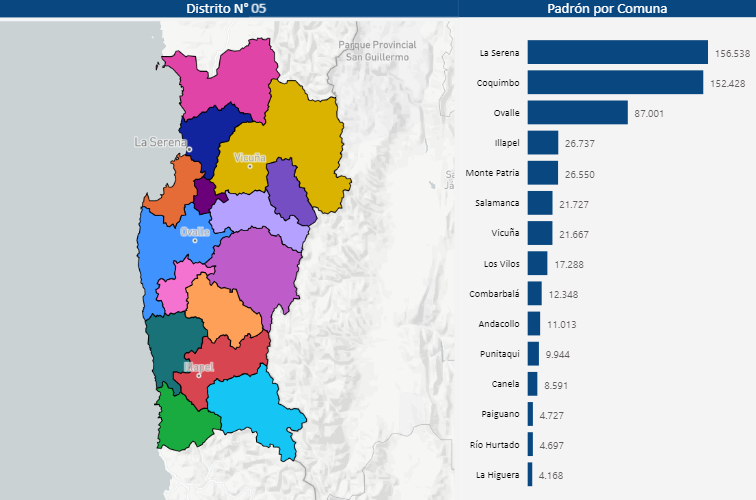 Distrito N° 05
Padrón por Comuna
Parque Provincial
San Guillermo
La Serena
Vicuña
Ovalle
Illapel
La Serena 156.538
Coquimbo 152.428
Ovalle 87.001
Illapel 26.737
Monte Patria 26.550
Salamanca 21.727
Vicuña 21.667
Los Vilos 17.288
Combarbalá 12.348
Andacollo 11.013
Punitaqui 9.944
Canela 8.591
Paiguano 4.727
Río Hurtado 4.697
La Higuera 4.168